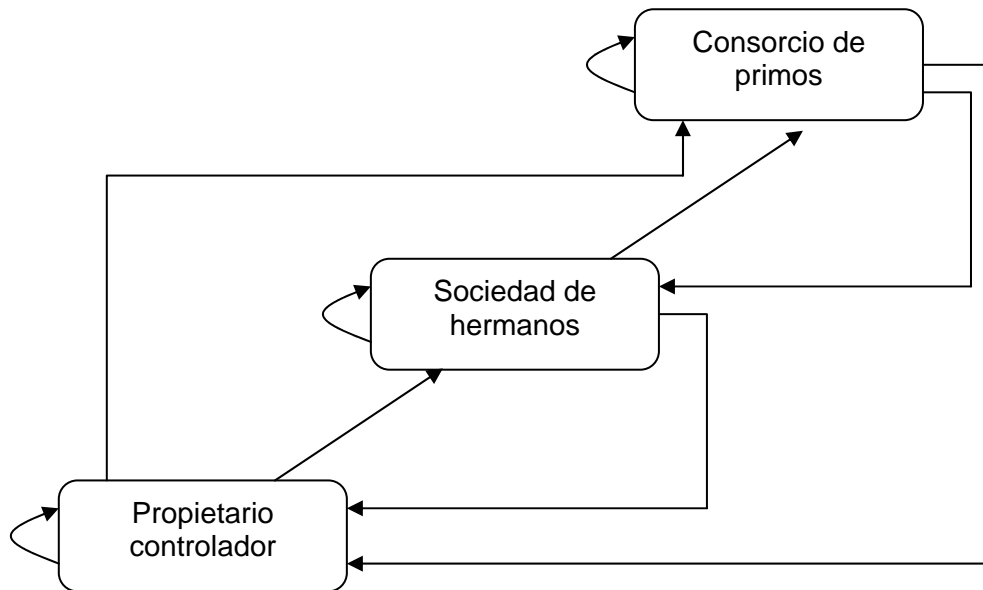 Consorcio de
primos
Sociedad de
hermanos
Propietario
controlador